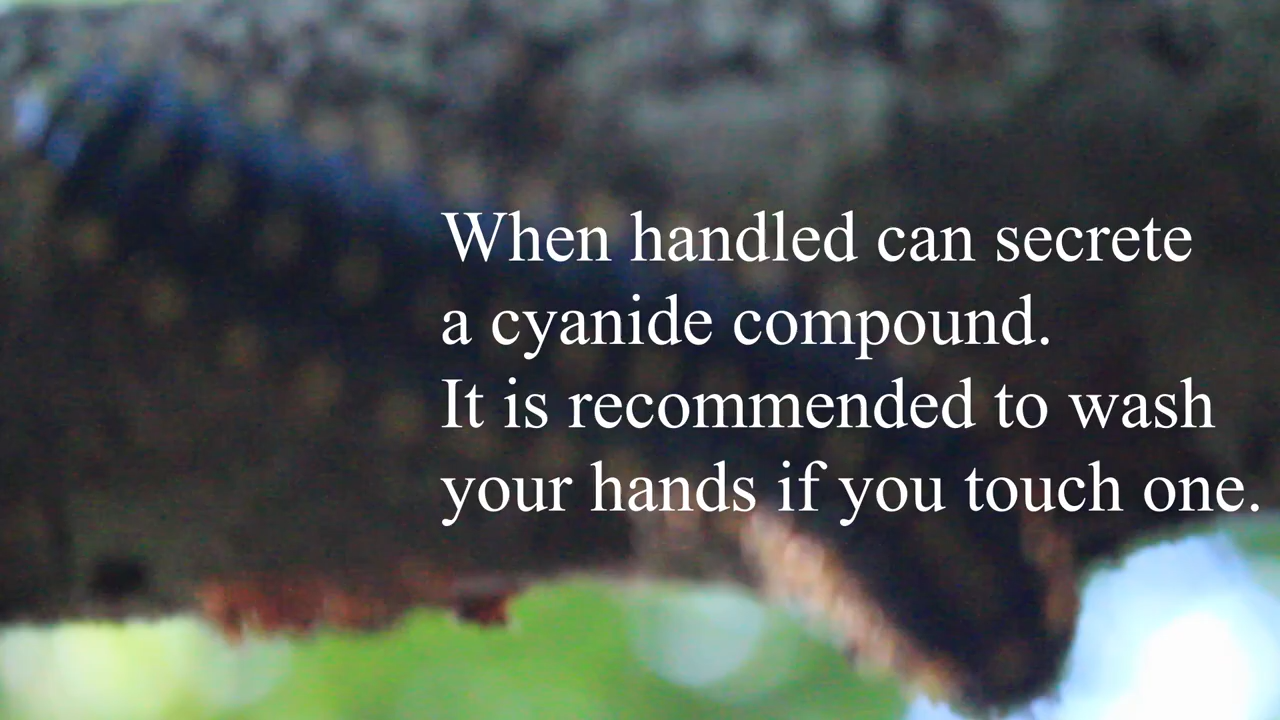 When handled can secrete
a cyanide compound.
It is recommended to wash
your hands if you touch one.